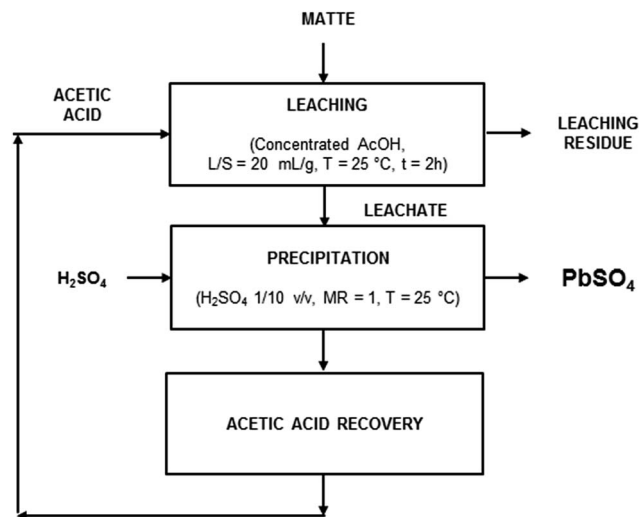 MATTE
ACETIC
ACID
LEACHING
(Concentrated AcOH,
L/S = 20 mL/g, T = 25 °C, t = 2h)
LEACHING
RESIDUE
LEACHATE
H₂SO₄
PRECIPITATION
(H₂SO₄ 1/10 v/v, MR = 1, T = 25 °C)
PbSO₄
ACETIC ACID RECOVERY